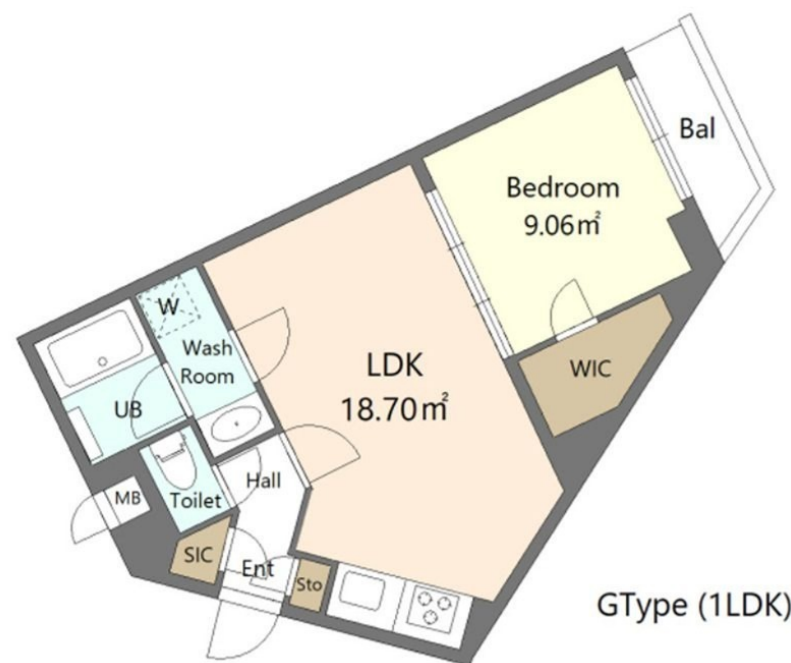 Bal
Bedroom
9.06㎡
W
Wash
Room
LDK
18.70㎡
WIC
UB
Hall
MB
Toilet
SIC
Ent
Sto
GType (1LDK)